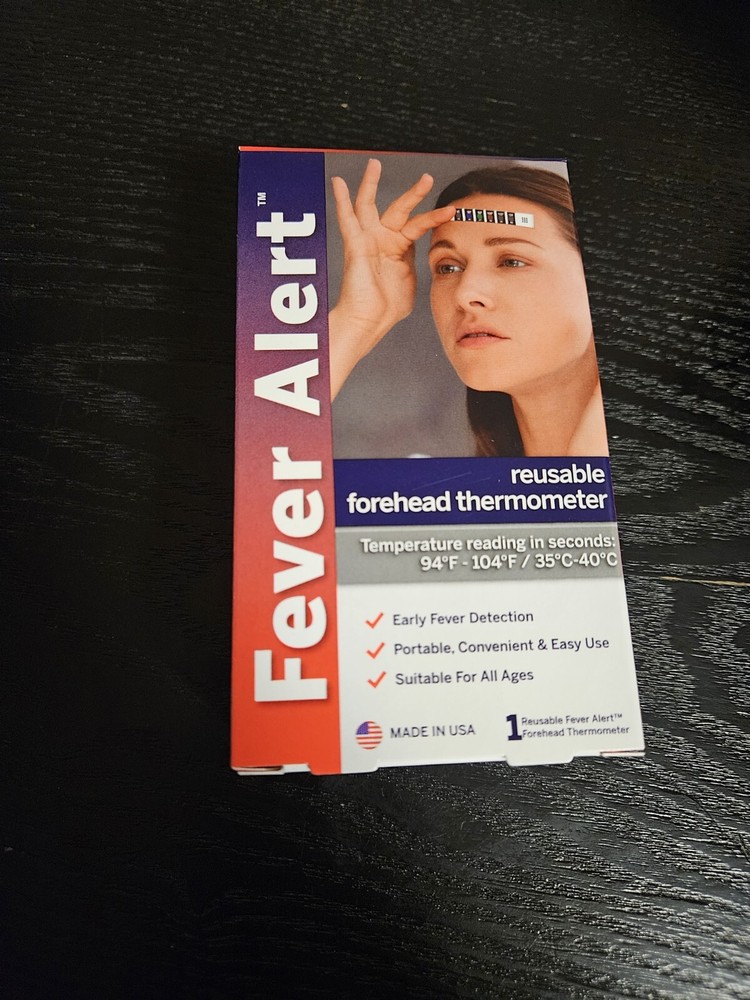 Fever Alert™
reusable
forehead thermometer
Temperature reading in seconds:
94°F - 104°F / 35°C-40°C
Early Fever Detection
Portable, Convenient & Easy Use
Suitable For All Ages
MADE IN USA
1 Reusable Fever Alert™
Forehead Thermometer